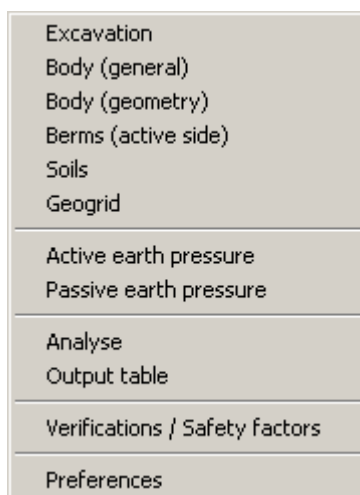 Excavation
Body (general)
Body (geometry)
Berms (active side)
Soils
Geogrid
Active earth pressure
Passive earth pressure
Analyse
Output table
Verifications / Safety factors
Preferences